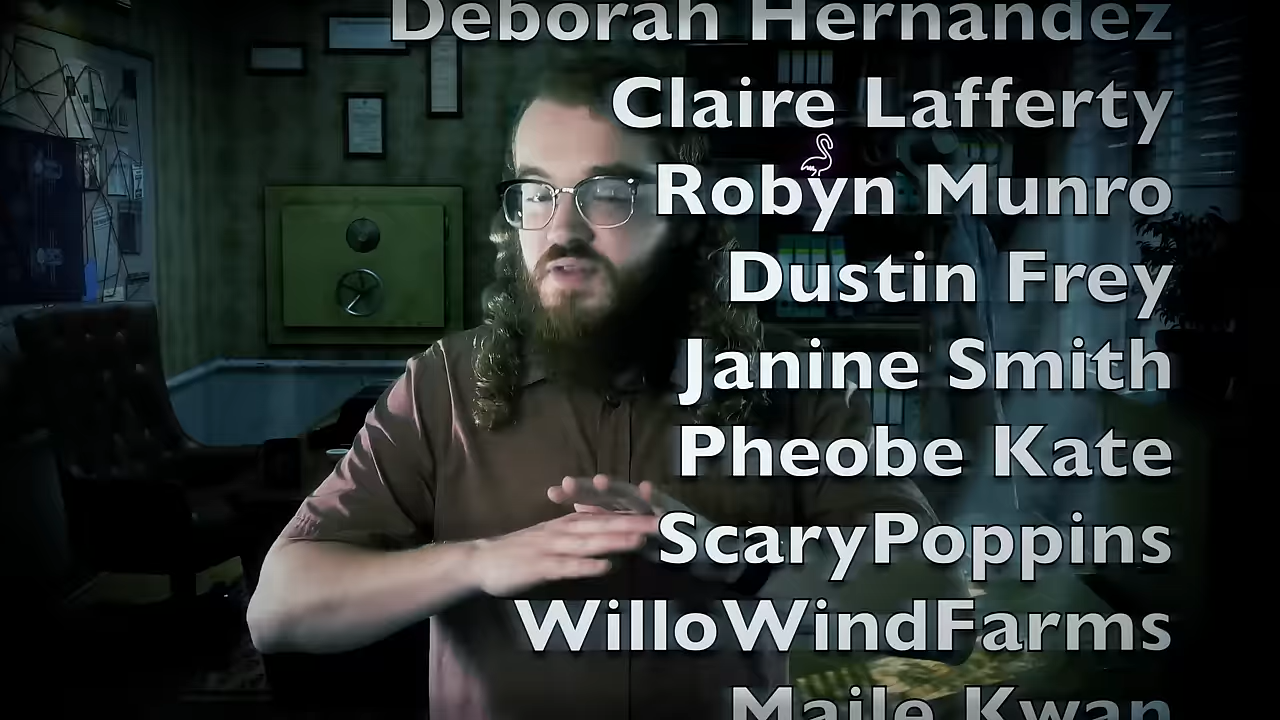 Deborah Hernandez
Claire Lafferty
Robyn Munro
Dustin Frey
Janine Smith
Pheobe Kate
ScaryPoppins
WilloWindFarms
Maile Kwan